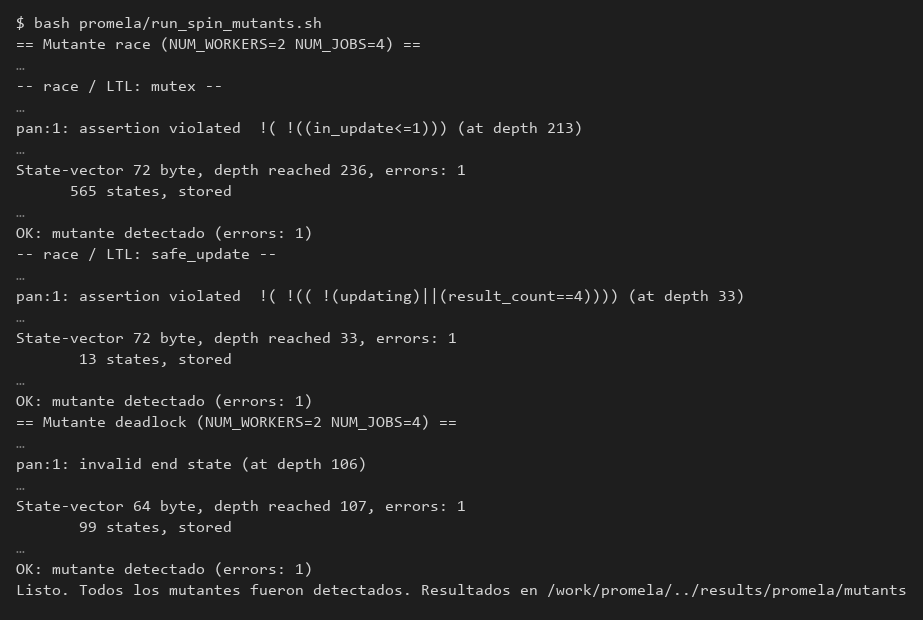 $ bash promela/run_spin_mutants.sh
== Mutante race (NUM_WORKERS=2 NUM_JOBS=4) ==
…
-- race / LTL: mutex --
…
pan:1: assertion violated  !( !((in_update<=1))) (at depth 213)
…
State-vector 72 byte, depth reached 236, errors: 1
      565 states, stored
…
OK: mutante detectado (errors: 1)
-- race / LTL: safe_update --
…
pan:1: assertion violated  !( !(( !(updating)||(result_count==4)))) (at depth 33)
…
State-vector 72 byte, depth reached 33, errors: 1
       13 states, stored
…
OK: mutante detectado (errors: 1)
== Mutante deadlock (NUM_WORKERS=2 NUM_JOBS=4) ==
…
pan:1: invalid end state (at depth 106)
…
State-vector 64 byte, depth reached 107, errors: 1
       99 states, stored
…
OK: mutante detectado (errors: 1)
Listo. Todos los mutantes fueron detectados. Resultados en /work/promela/../results/promela/mutants